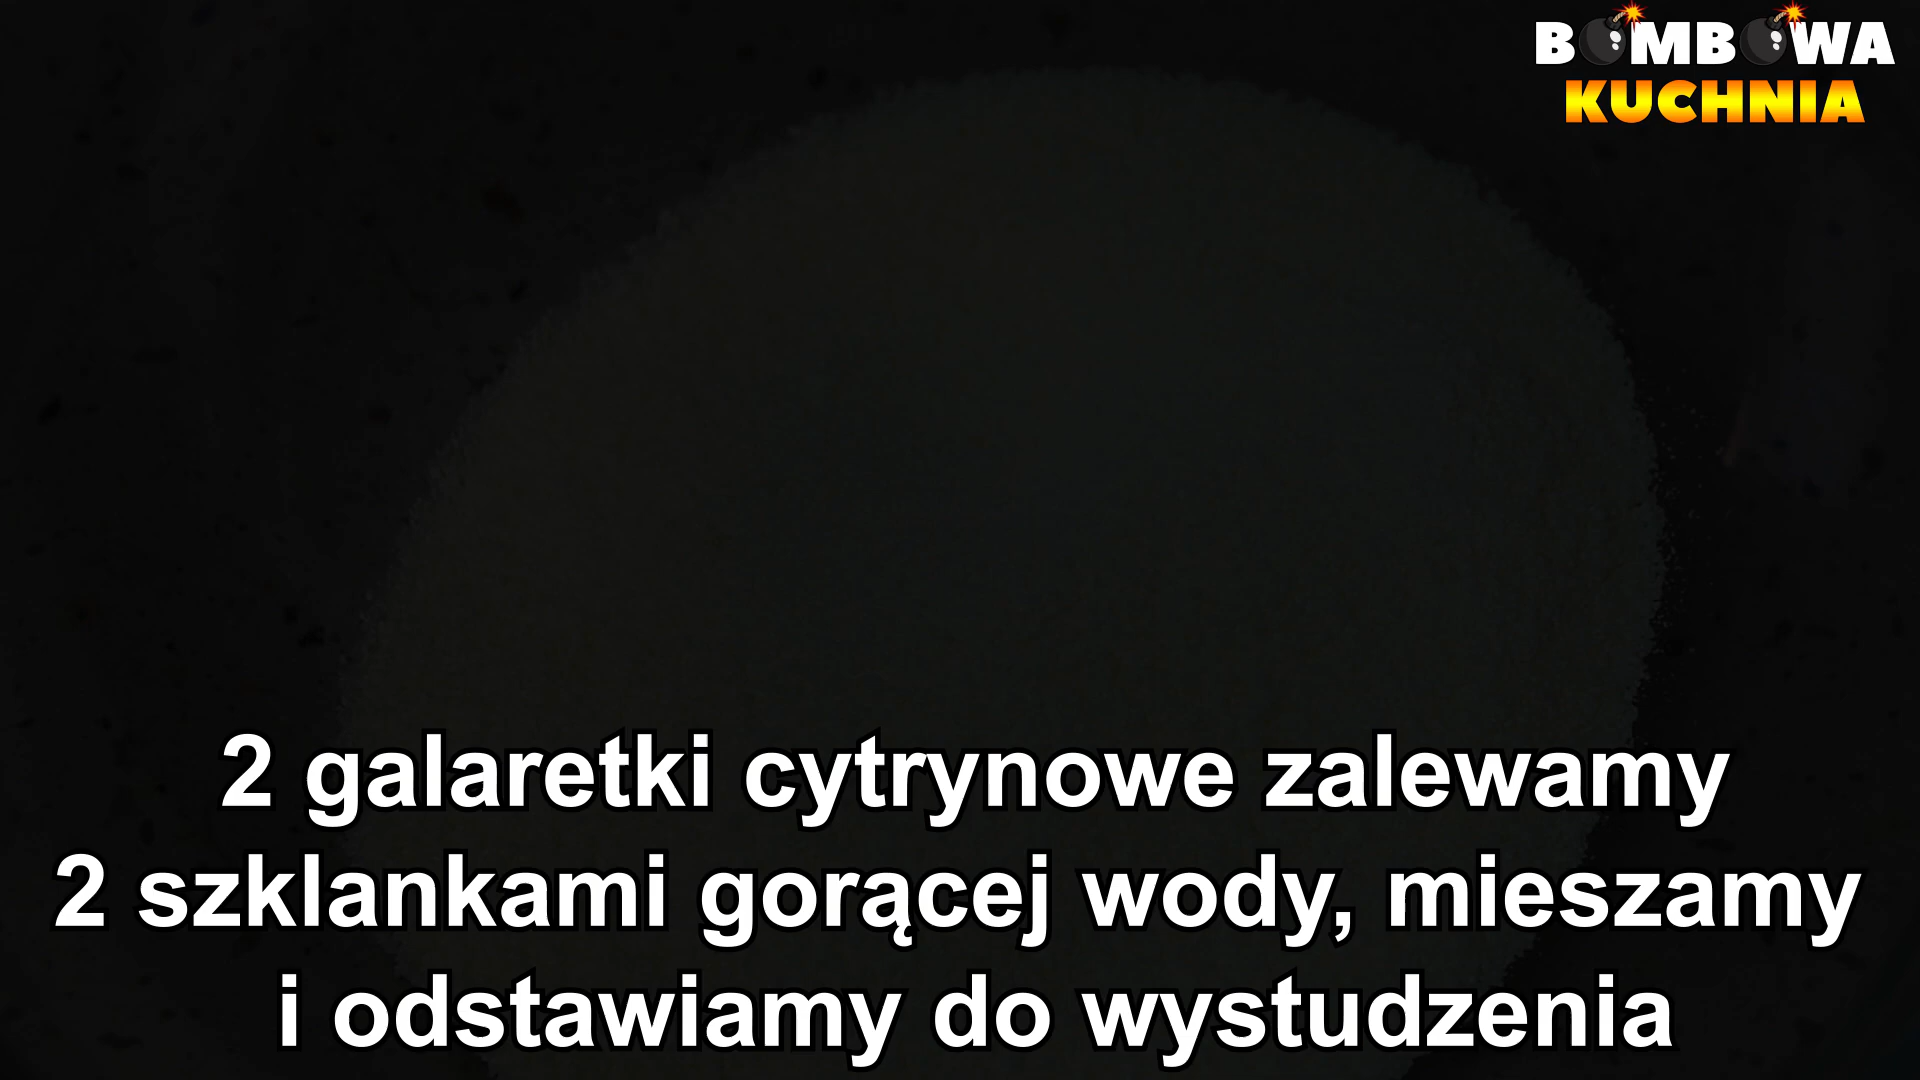 BOMBOWA
KUCHNIA
2 galaretki cytrynowe zalewamy
2 szklankami gorącej wody, mieszamy
i odstawiamy do wystudzenia